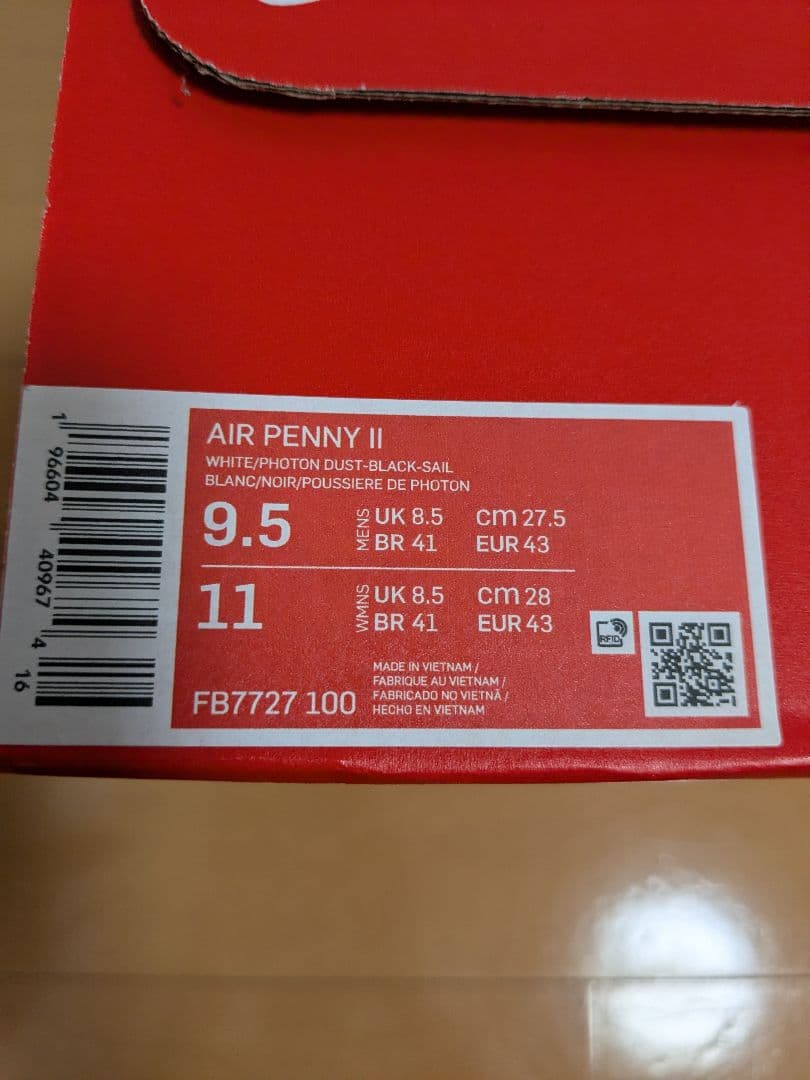 AIR PENNY II
WHITE/PHOTON DUST-BLACK-SAIL
BLANC/NOIR/POUSSIERE DE PHOTON
9.5 MENS UK 8.5 cm 27.5
BR 41 EUR 43
11 WMNS UK 8.5 cm 28
BR 41 EUR 43
RFID
FB7727 100
MADE IN VIETNAM /
FABRIQUE AU VIETNAM /
FABRICADO NO VIETNÃ /
HECHO EN VIETNAM
1 96604 40967 4 16